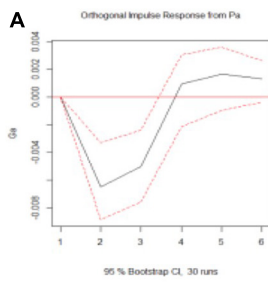 A
Orthogonal Impulse Response from Pa
0.004
0.002
0.000
-0.004
-0.008
Ga
1 2 3 4 5 6
95 % Bootstrap CI, 30 runs